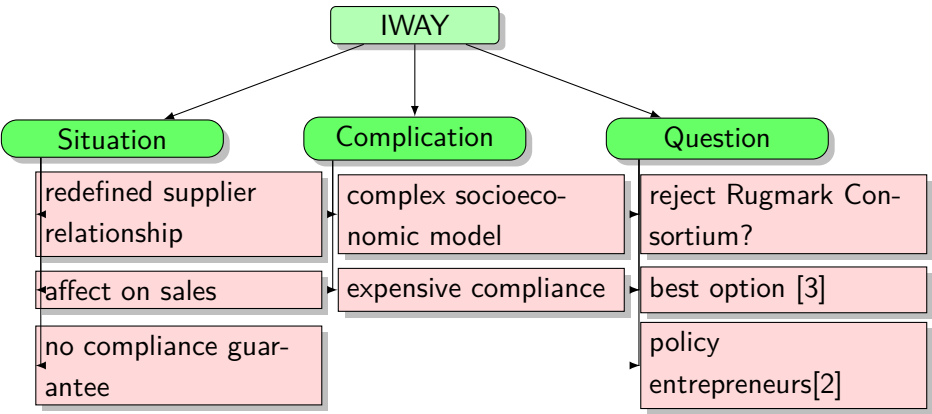 IWAY
Situation
redefined supplier
relationship
affect on sales
no compliance guar-
antee
Complication
complex socioeco-
nomic model
expensive compliance
Question
reject Rugmark Con-
sortium?
best option [3]
policy
entrepreneurs[2]